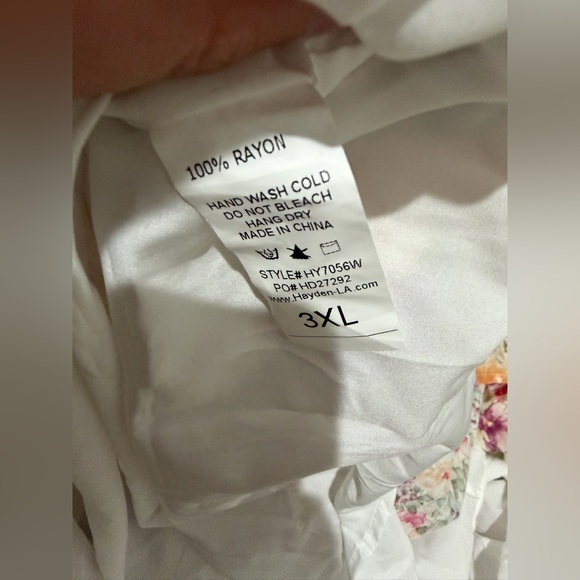 100% RAYON
HAND WASH COLD
DO NOT BLEACH
HANG DRY
MADE IN CHINA
STYLE# HY7056W
PO# HD27292
www.Hayden-LA.com
3XL